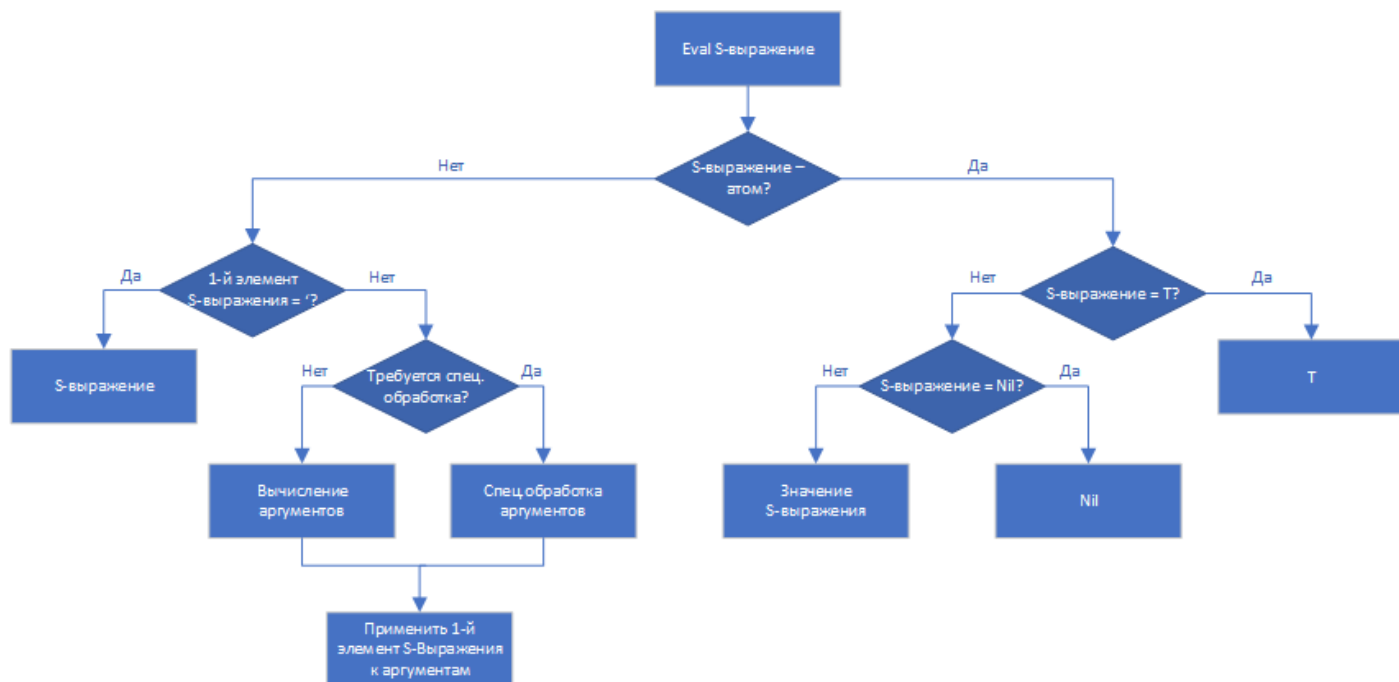 Eval S-выражение
S-выражение –
атом?
Нет
Да
1-й элемент
S-выражения = ‘?
Да
Нет
S-выражение = T?
Нет
Да
S-выражение
Требуется спец.
обработка?
Нет
Да
S-выражение = Nil?
Нет
Да
T
Вычисление
аргументов
Спец.обработка
аргументов
Значение
S-выражения
Nil
Применить 1-й
элемент S-Выражения
к аргументам